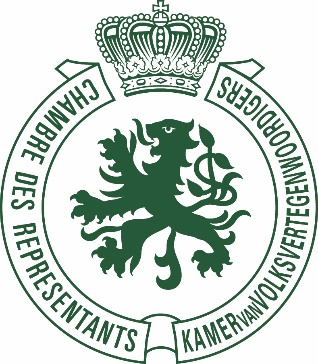 CHAMBRE DES REPRESENTANTS
KAMER VAN VOLKSVERTEGENWOORDIGERS